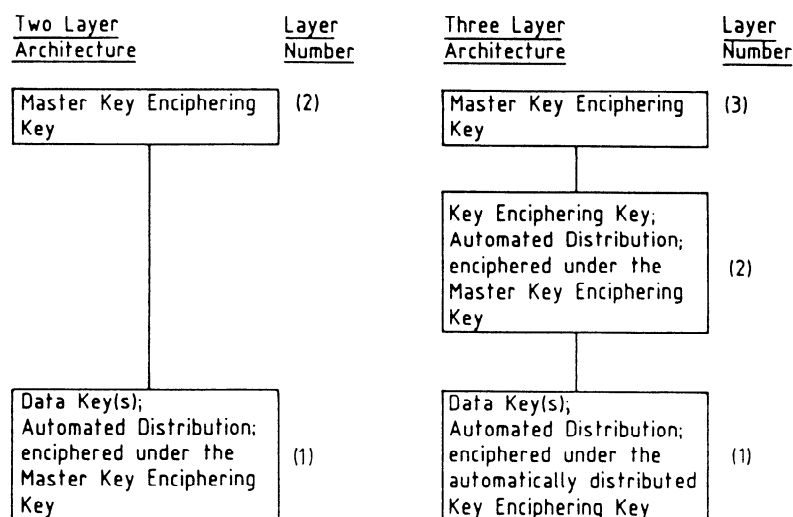 Two Layer
Architecture
Layer
Number
Master Key Enciphering
Key
(2)
Data Key(s);
Automated Distribution;
enciphered under the
Master Key Enciphering
Key
(1)
Three Layer
Architecture
Layer
Number
Master Key Enciphering
Key
(3)
Key Enciphering Key;
Automated Distribution;
enciphered under the
Master Key Enciphering
Key
(2)
Data Key(s);
Automated Distribution;
enciphered under the
automatically distributed
Key Enciphering Key
(1)